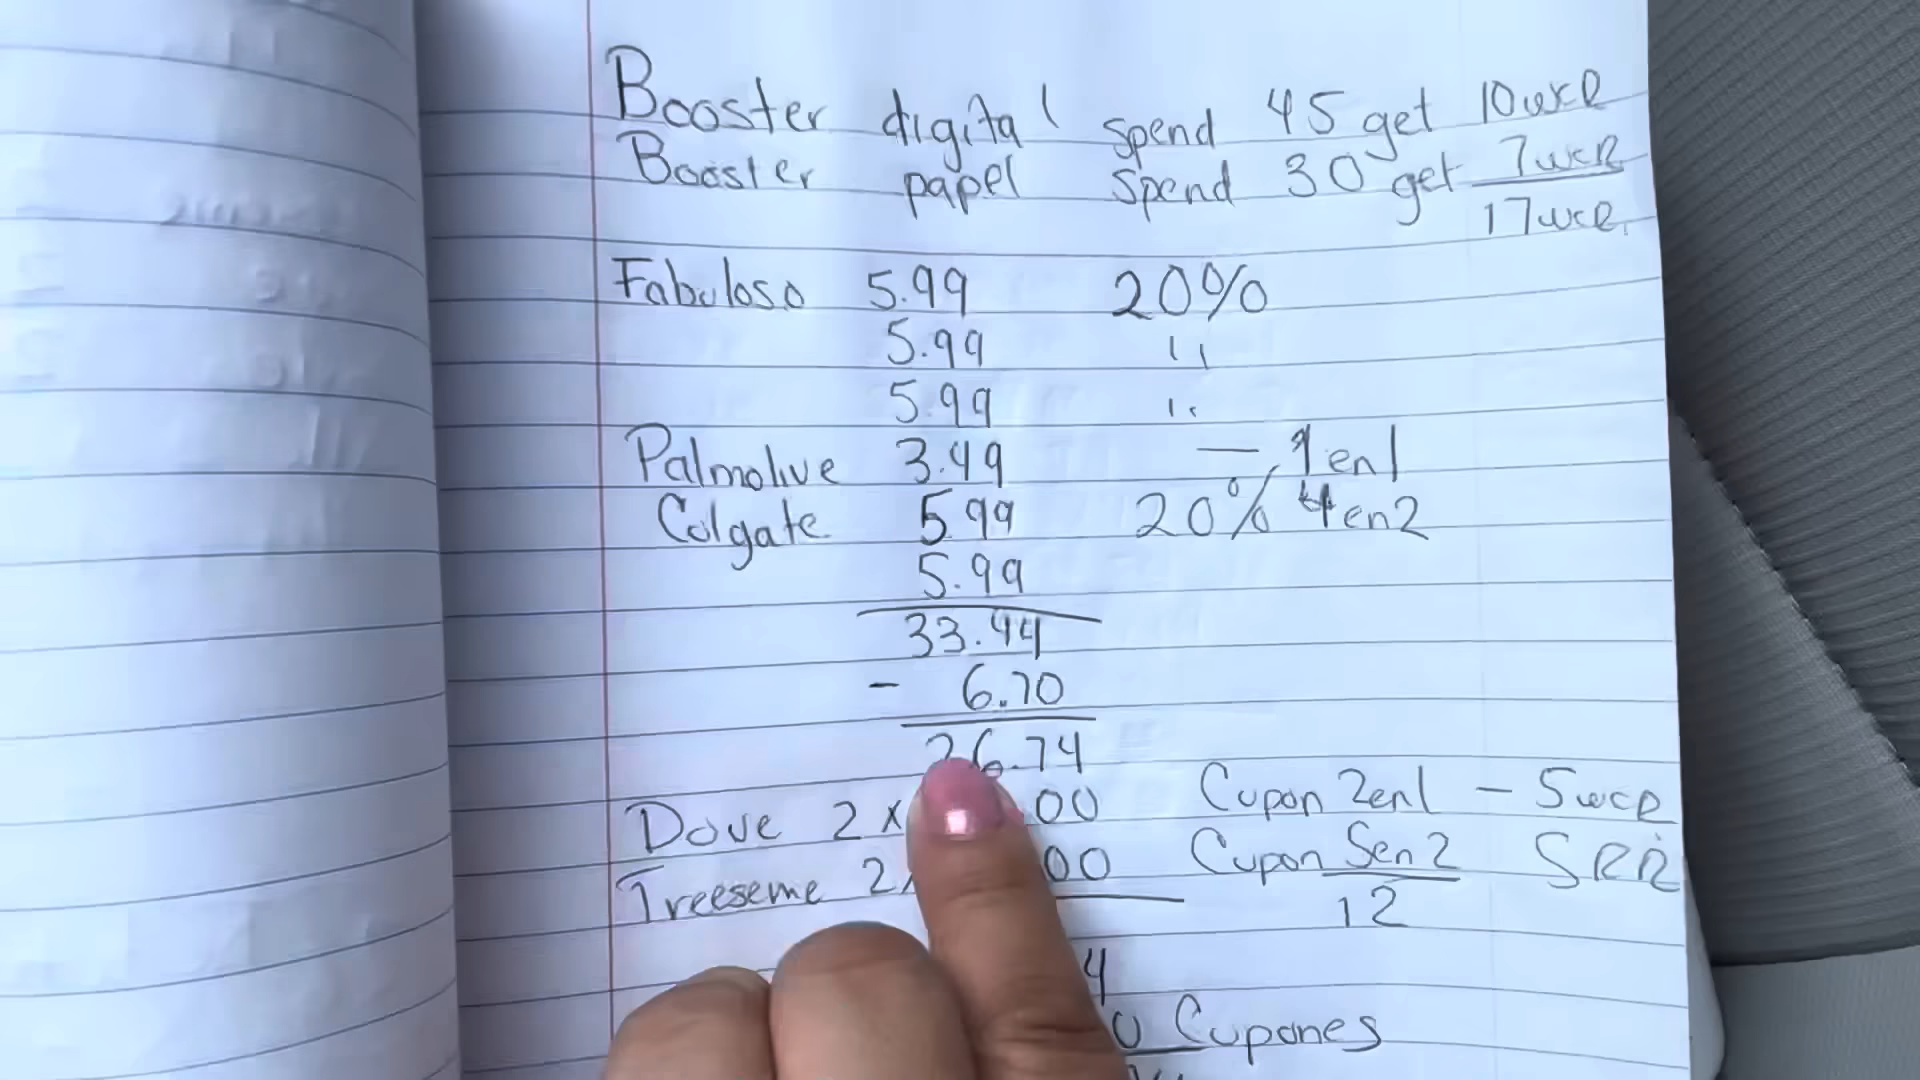 Booster digital spend 45 get 10wcR
Booster papel spend 30 get 7wcR
17wcR
Fabuloso 5.99 20%
5.99 ''
5.99 ''
Palmolive 3.49 — 1en1
Colgate 5.99 20% 4en2
5.99
33.44
- 6.70
26.74
Dove 2x 00 Cupon 2en1 - 5wcR
Treeseme 2x 00 Cupon 5en2 5RR
12
4
0 Cupones